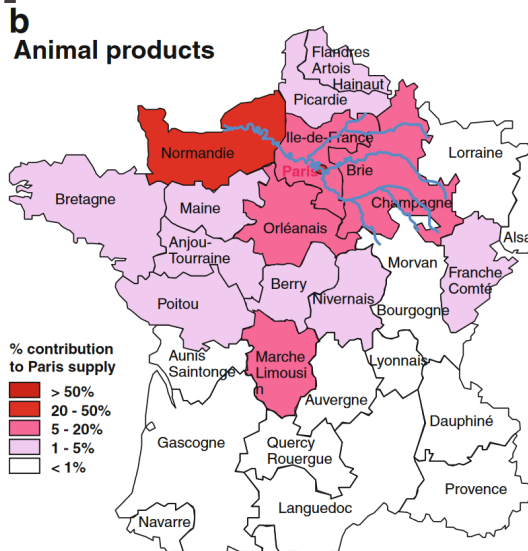 b
Animal products
Flandres
Artois
Hainaut
Picardie
Ile-de-France
Normandie
Lorraine
Paris
Brie
Bretagne
Maine
Champagne
Orléanais
Alsa
Anjou-
Tourraine
Morvan
Franche
Comté
Berry
Nivernais
Poitou
Bourgogne
% contribution
to Paris supply
> 50%
20 - 50%
5 - 20%
1 - 5%
< 1%
Aunis
Saintonge
Marche
Limousi
n
Lyonnais
Auvergne
Dauphiné
Gascogne
Quercy
Rouergue
Provence
Languedoc
Navarre